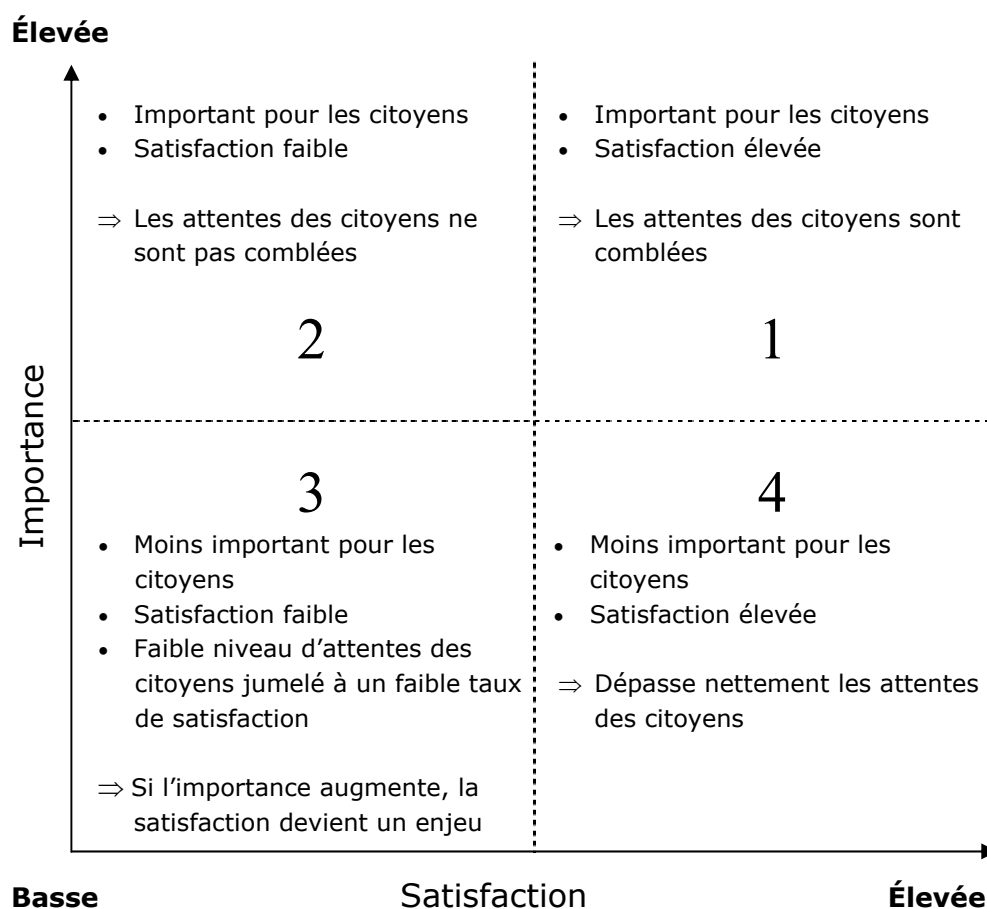 Élevée
• Important pour les citoyens
• Satisfaction faible
⇒ Les attentes des citoyens ne
sont pas comblées
2
• Important pour les citoyens
• Satisfaction élevée
⇒ Les attentes des citoyens sont
comblées
1
Importance
3
• Moins important pour les
citoyens
• Satisfaction faible
• Faible niveau d’attentes des
citoyens jumelé à un faible taux
de satisfaction
⇒ Si l’importance augmente, la
satisfaction devient un enjeu
4
• Moins important pour les
citoyens
• Satisfaction élevée
⇒ Dépasse nettement les attentes
des citoyens
Basse
Satisfaction
Élevée